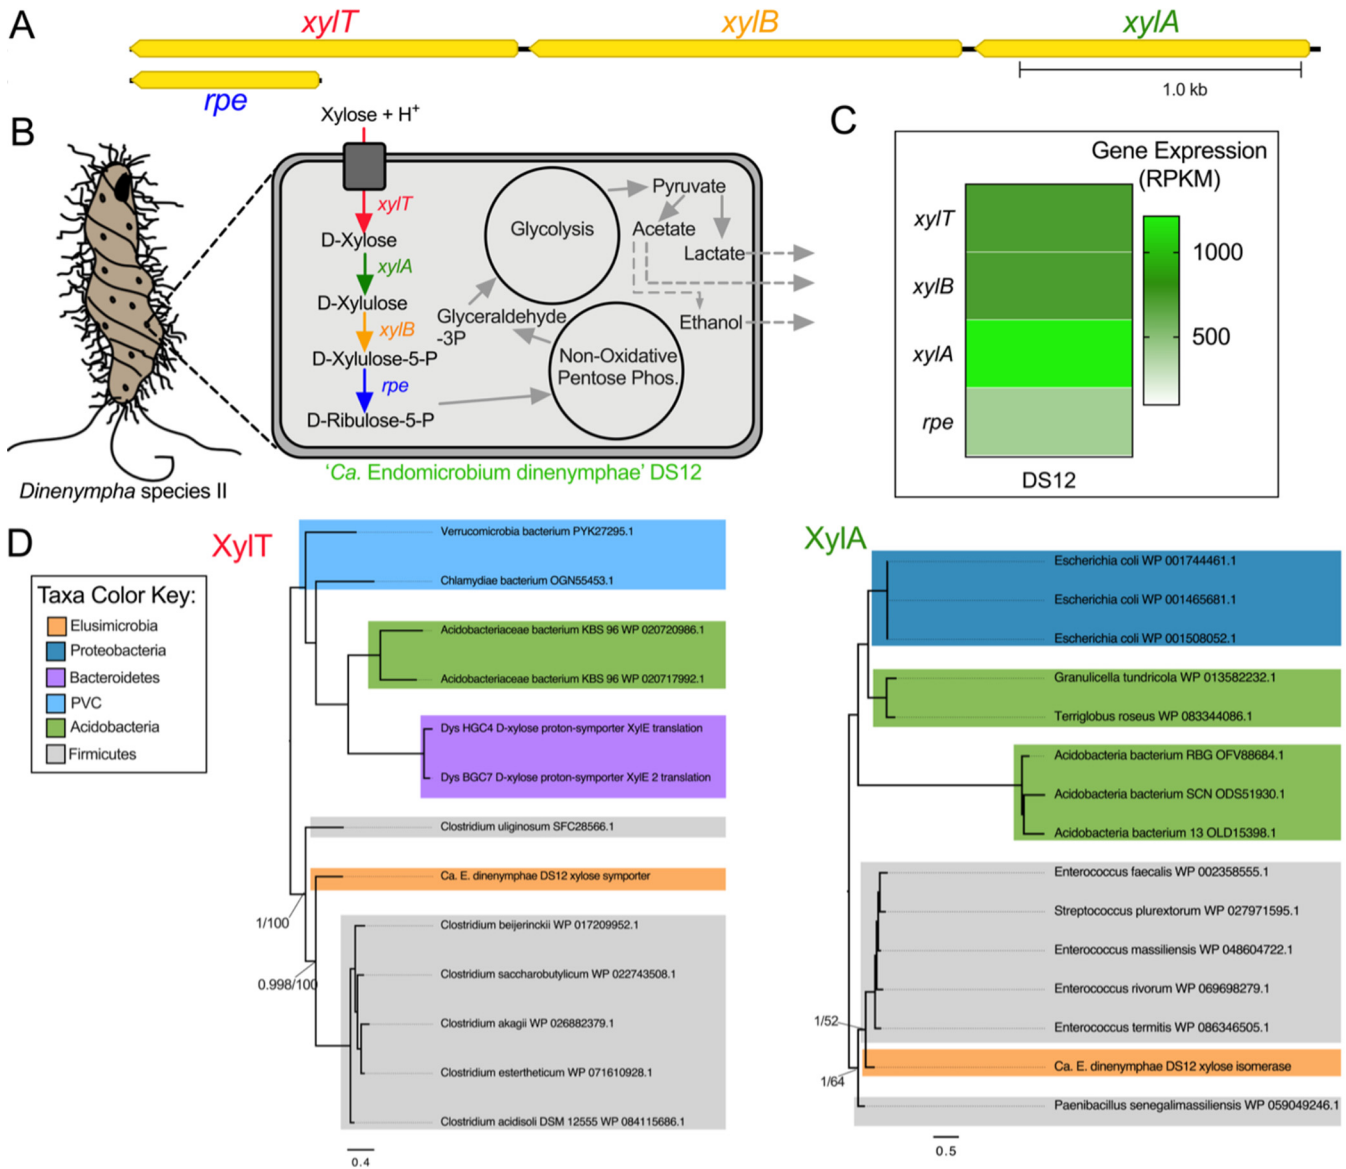 A
xylT
xylB
xylA
rpe
1.0 kb
B
Xylose + H+
xylT
D-Xylose
xylA
D-Xylulose
xylB
D-Xylulose-5-P
rpe
D-Ribulose-5-P
Glycolysis
Glyceraldehyde
-3P
Non-Oxidative
Pentose Phos.
Pyruvate
Acetate
Lactate
Ethanol
Dinenympha species II
'Ca. Endomicrobium dinenymphae' DS12
C
Gene Expression
(RPKM)
xylT
xylB
xylA
rpe
1000
500
DS12
D
Taxa Color Key:
Elusimicrobia
Proteobacteria
Bacteroidetes
PVC
Acidobacteria
Firmicutes
XylT
Verrucomicrobia bacterium PYK27295.1
Chlamydiae bacterium OGN55453.1
Acidobacteriaceae bacterium KBS 96 WP 020720986.1
Acidobacteriaceae bacterium KBS 96 WP 020717992.1
Dys HGC4 D-xylose proton-symporter XylE translation
Dys BGC7 D-xylose proton-symporter XylE 2 translation
Clostridium uliginosum SFC28566.1
Ca. E. dinenymphae DS12 xylose symporter
Clostridium beijerinckii WP 017209952.1
Clostridium saccharobutylicum WP 022743508.1
Clostridium akagii WP 026882379.1
Clostridium estertheticum WP 071610928.1
Clostridium acidisoli DSM 12555 WP 084115686.1
1/100
0.998/100
0.4
XylA
Escherichia coli WP 001744461.1
Escherichia coli WP 001465681.1
Escherichia coli WP 001508052.1
Granulicella tundricola WP 013582232.1
Terriglobus roseus WP 083344086.1
Acidobacteria bacterium RBG OFV88684.1
Acidobacteria bacterium SCN ODS51930.1
Acidobacteria bacterium 13 OLD15398.1
Enterococcus faecalis WP 002358555.1
Streptococcus plurextorum WP 027971595.1
Enterococcus massiliensis WP 048604722.1
Enterococcus rivorum WP 069698279.1
Enterococcus termitis WP 086346505.1
Ca. E. dinenymphae DS12 xylose isomerase
Paenibacillus senegalimassiliensis WP 059049246.1
1/52
1/64
0.5